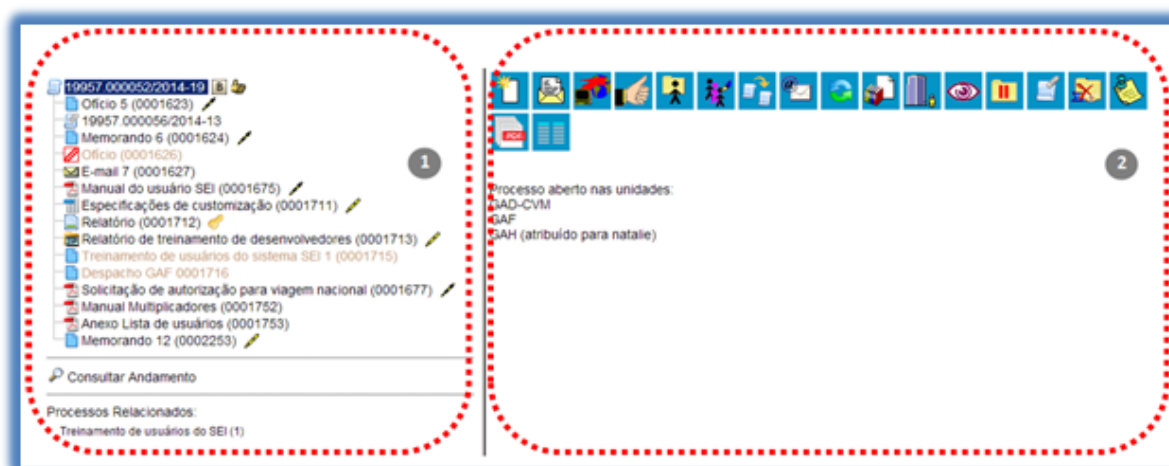 19957.000052/2014-19
Ofício 5 (0001623)
19957.000056/2014-13
Memorando 6 (0001624)
Ofício (0001626)
E-mail 7 (0001627)
Manual do usuário SEI (0001675)
Especificações de customização (0001711)
Relatório (0001712)
Relatório de treinamento de desenvolvedores (0001713)
Treinamento de usuários do sistema SEI 1 (0001715)
Despacho GAF 0001716
Solicitação de autorização para viagem nacional (0001677)
Manual Multiplicadores (0001752)
Anexo Lista de usuários (0001753)
Memorando 12 (0002253)
Consultar Andamento
Processos Relacionados:
Treinamento de usuários do SEI (1)
1
PDF
2
Processo aberto nas unidades:
GAD-CVM
GAF
GAH (atribuído para natalie)